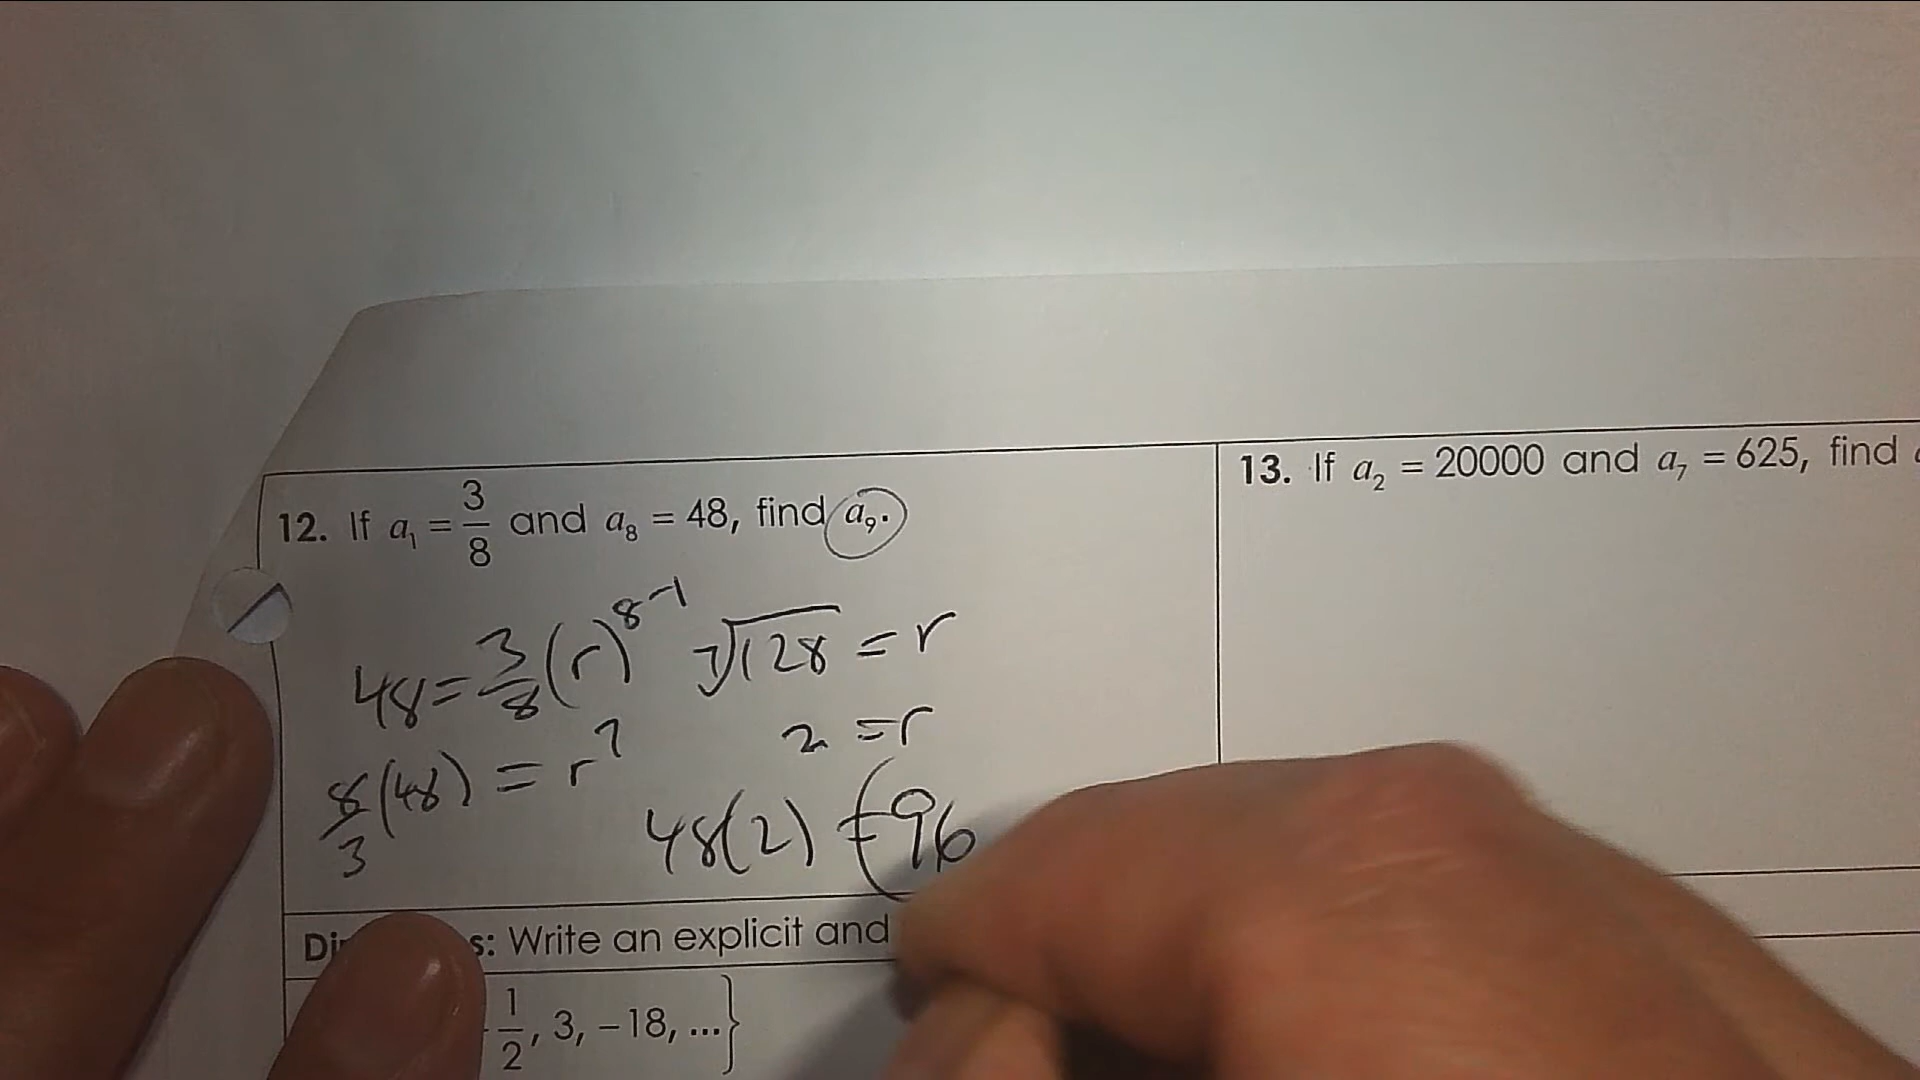 12. If a₁ = 3/8 and a₈ = 48, find a₉.
48 = 3/8 (r)⁸⁻¹
8/3 (48) = r⁷
⁷√128 = r
2 = r
48(2) = 96
13. If a₂ = 20000 and a₇ = 625, find
s: Write an explicit and
1/2, 3, −18, ...}